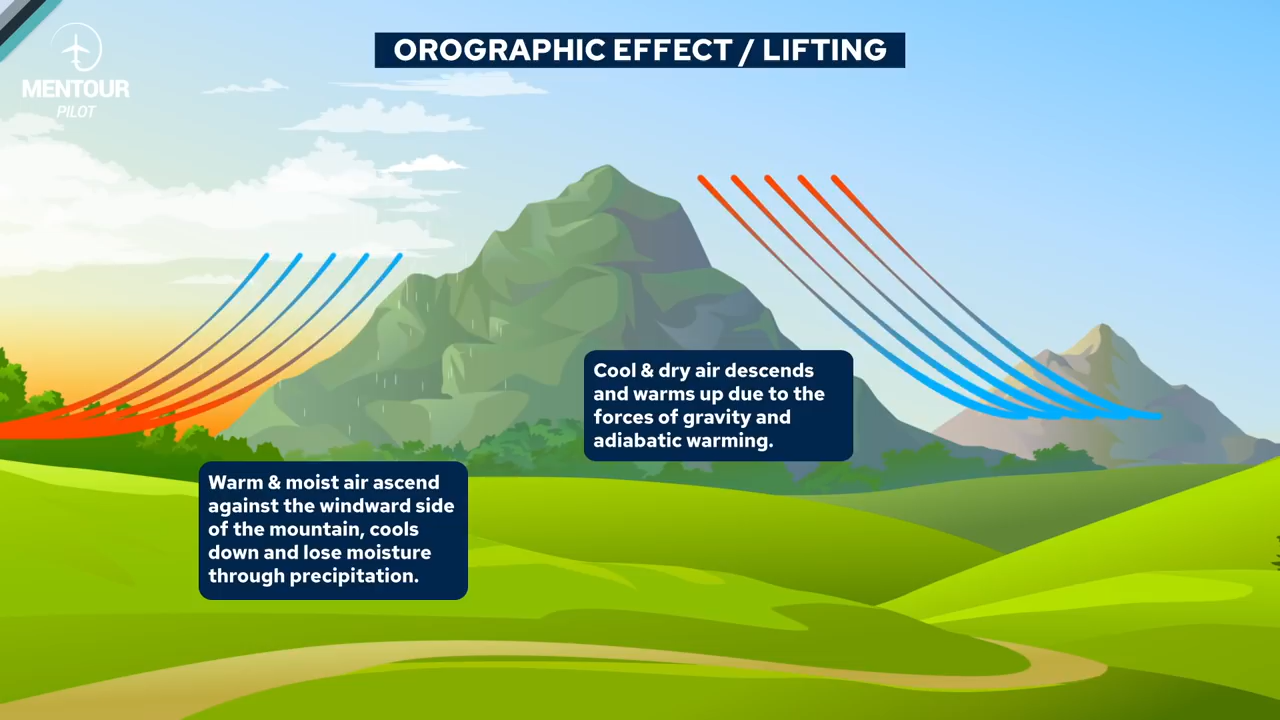 OROGRAPHIC EFFECT / LIFTING
MENTOUR
PILOT
Cool & dry air descends
and warms up due to the
forces of gravity and
adiabatic warming.
Warm & moist air ascend
against the windward side
of the mountain, cools
down and lose moisture
through precipitation.